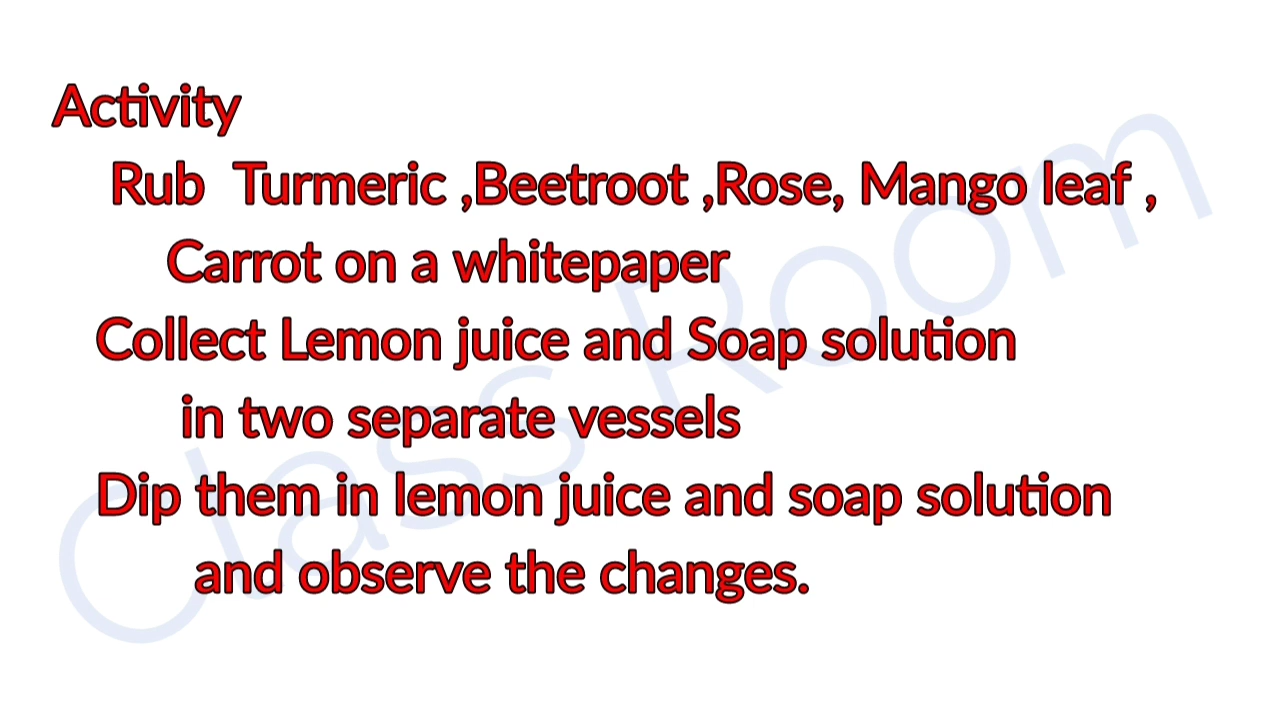 Activity
Rub Turmeric ,Beetroot ,Rose, Mango leaf ,
Carrot on a whitepaper
Collect Lemon juice and Soap solution
in two separate vessels
Dip them in lemon juice and soap solution
and observe the changes.
Class Room